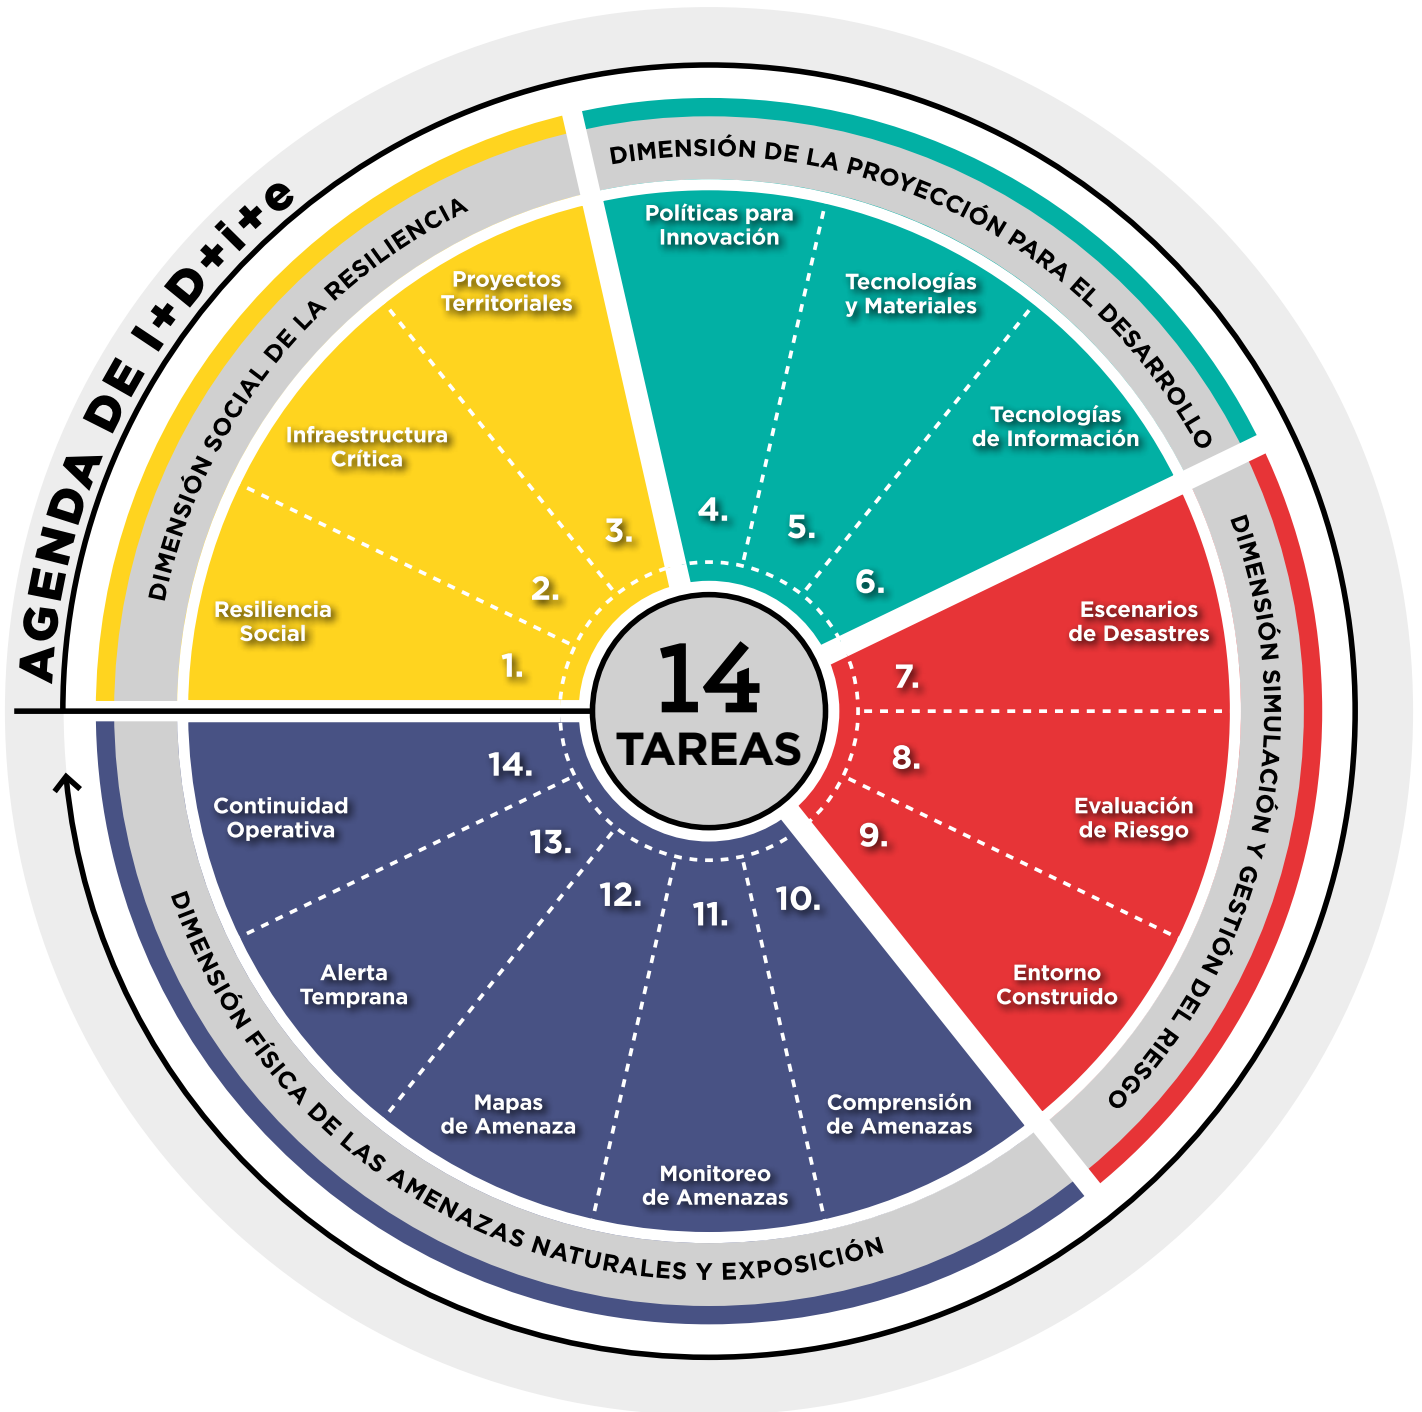 AGENDA DE I+D+i+e
14
TAREAS
DIMENSIÓN SOCIAL DE LA RESILIENCIA
1.
Resiliencia
Social
2.
Infraestructura
Crítica
3.
Proyectos
Territoriales
DIMENSIÓN DE LA PROYECCIÓN PARA EL DESARROLLO
4.
Políticas para
Innovación
5.
Tecnologías
y Materiales
6.
Tecnologías
de Información
DIMENSIÓN SIMULACIÓN Y GESTIÓN DEL RIESGO
7.
Escenarios
de Desastres
8.
Evaluación
de Riesgo
9.
Entorno
Construido
DIMENSIÓN FÍSICA DE LAS AMENAZAS NATURALES Y EXPOSICIÓN
10.
Comprensión
de Amenazas
11.
Monitoreo
de Amenazas
12.
Mapas
de Amenaza
13.
Alerta
Temprana
14.
Continuidad
Operativa